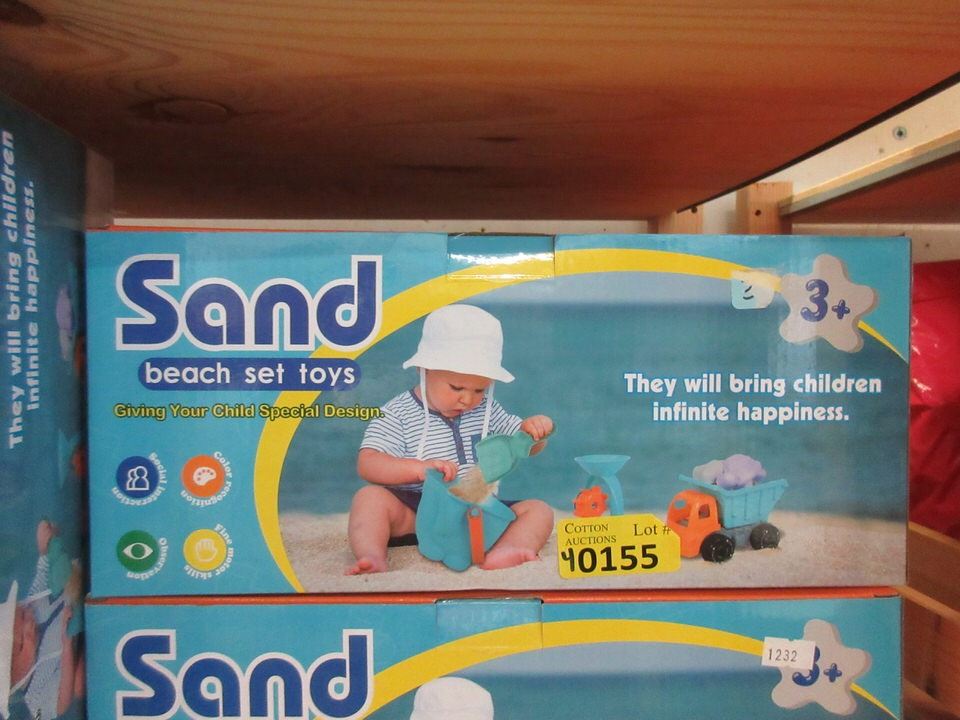 They will bring children
infinite happiness.
Sand
beach set toys
Giving Your Child Special Design.
Social interaction
Color recognition
Observation
Fine motor skills
3+
They will bring children
infinite happiness.
COTTON
AUCTIONS
Lot #
40155
Sand
1232
3+